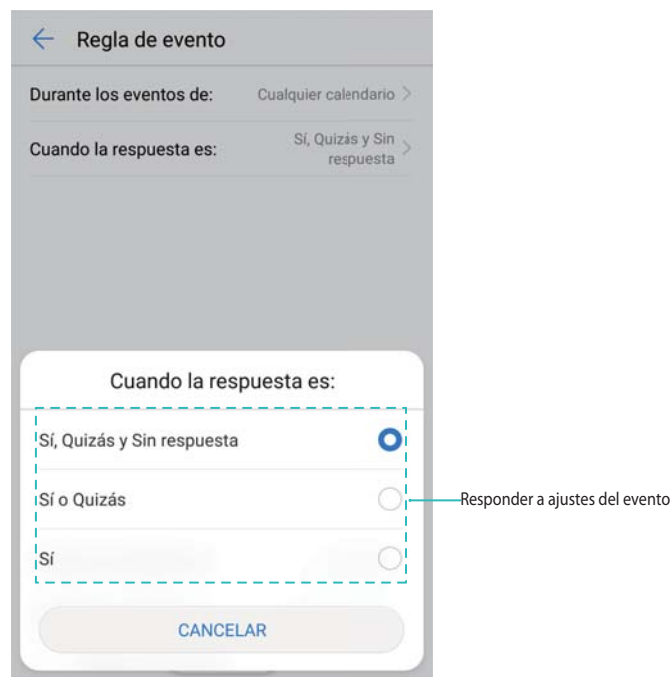 Regla de evento
Durante los eventos de: Cualquier calendario
Cuando la respuesta es: Sí, Quizás y Sin
respuesta
Cuando la respuesta es:
Sí, Quizás y Sin respuesta
Sí o Quizás
Responder a ajustes del evento
Sí
CANCELAR